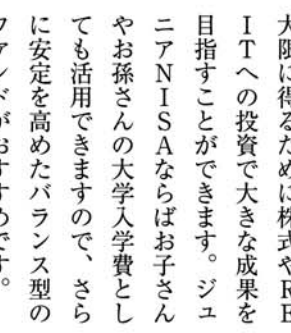 大限に得るために株式やRE
ITへの投資で大きな成果を
目指すことができます。ジュ
ニアNISAならばお子さん
やお孫さんの大学入学費とし
ても活用できますので、さら
に安定を高めたバランス型の
ファンドがおすすめです。